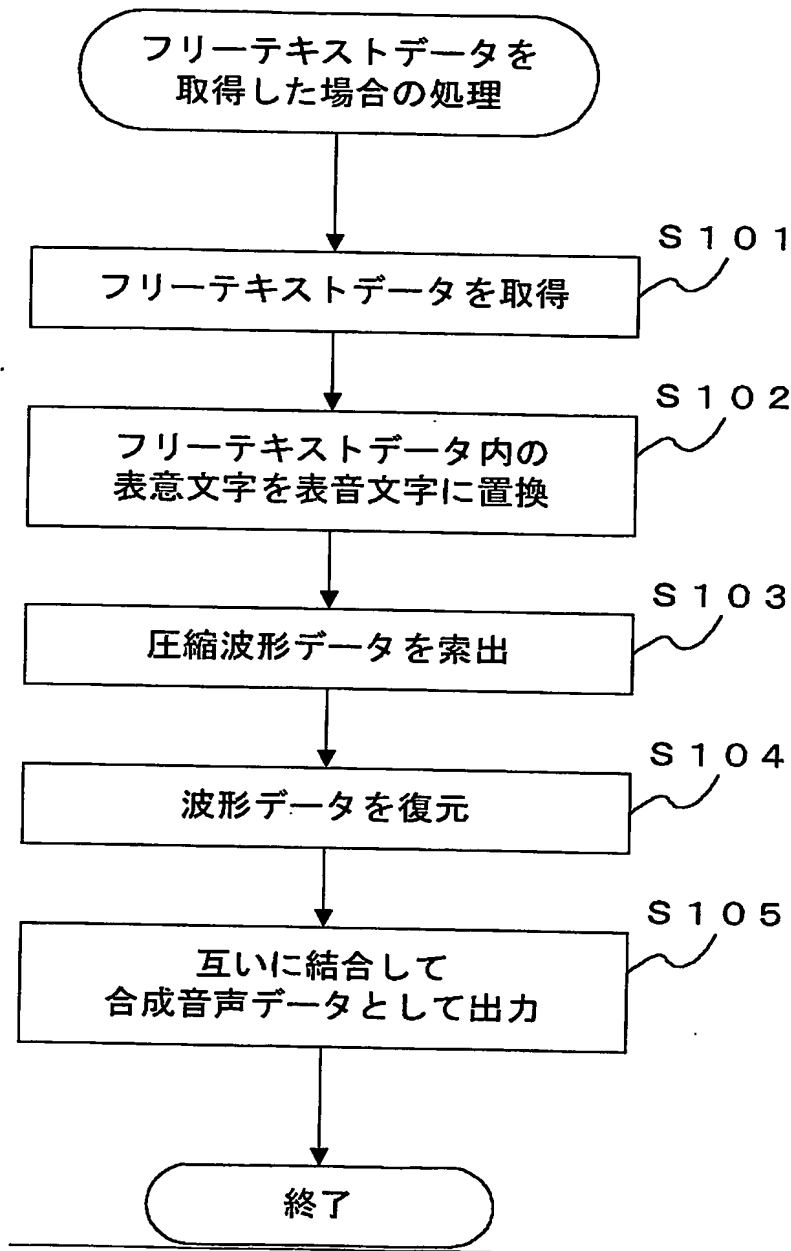 フリーテキストデータを
取得した場合の処理
Ｓ１０１
フリーテキストデータを取得
Ｓ１０２
フリーテキストデータ内の
表意文字を表音文字に置換
Ｓ１０３
圧縮波形データを索出
Ｓ１０４
波形データを復元
Ｓ１０５
互いに結合して
合成音声データとして出力
終了